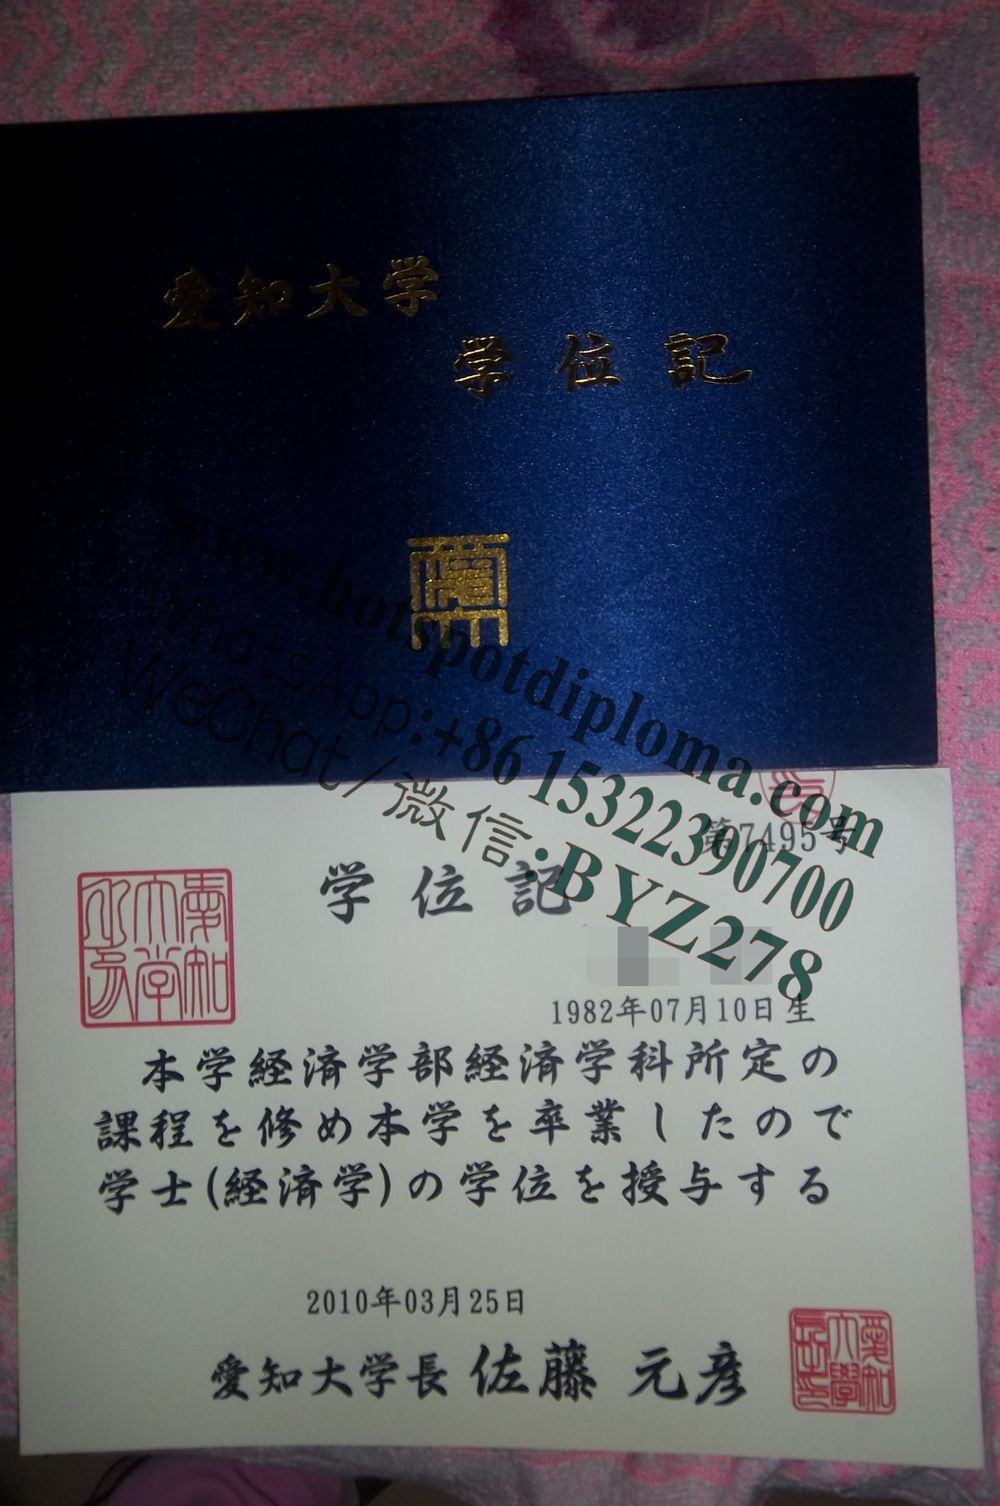 愛知大学
学位記
www.hotspotdiploma.com
WhatsApp:+86 15322390700
WeChat/微信:BYZ278
第7495号
学位記
1982年07月10日生
本学経済学部経済学科所定の
課程を修め本学を卒業したので
学士(経済学)の学位を授与する
2010年03月25日
愛知大学長 佐藤 元彦